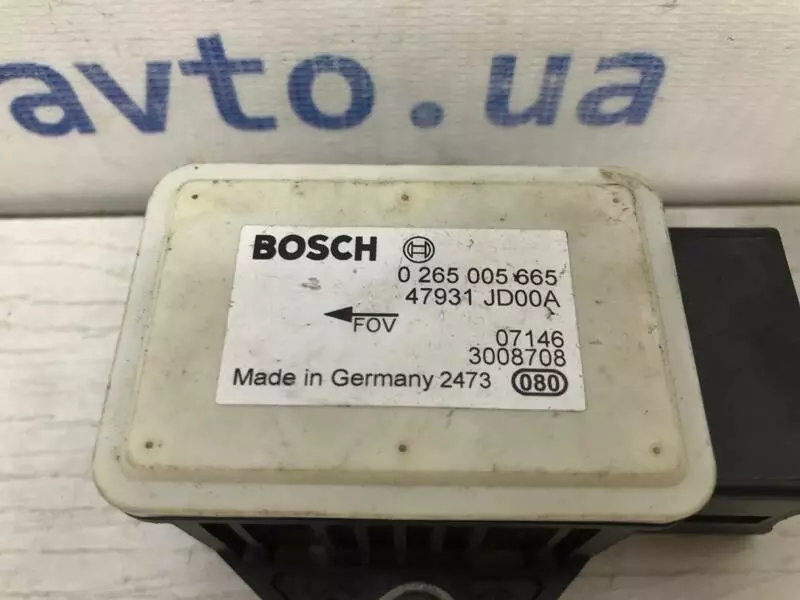 avto.ua
BOSCH
0 265 005 665
47931 JD00A
FOV
07146
3008708
Made in Germany 2473 080